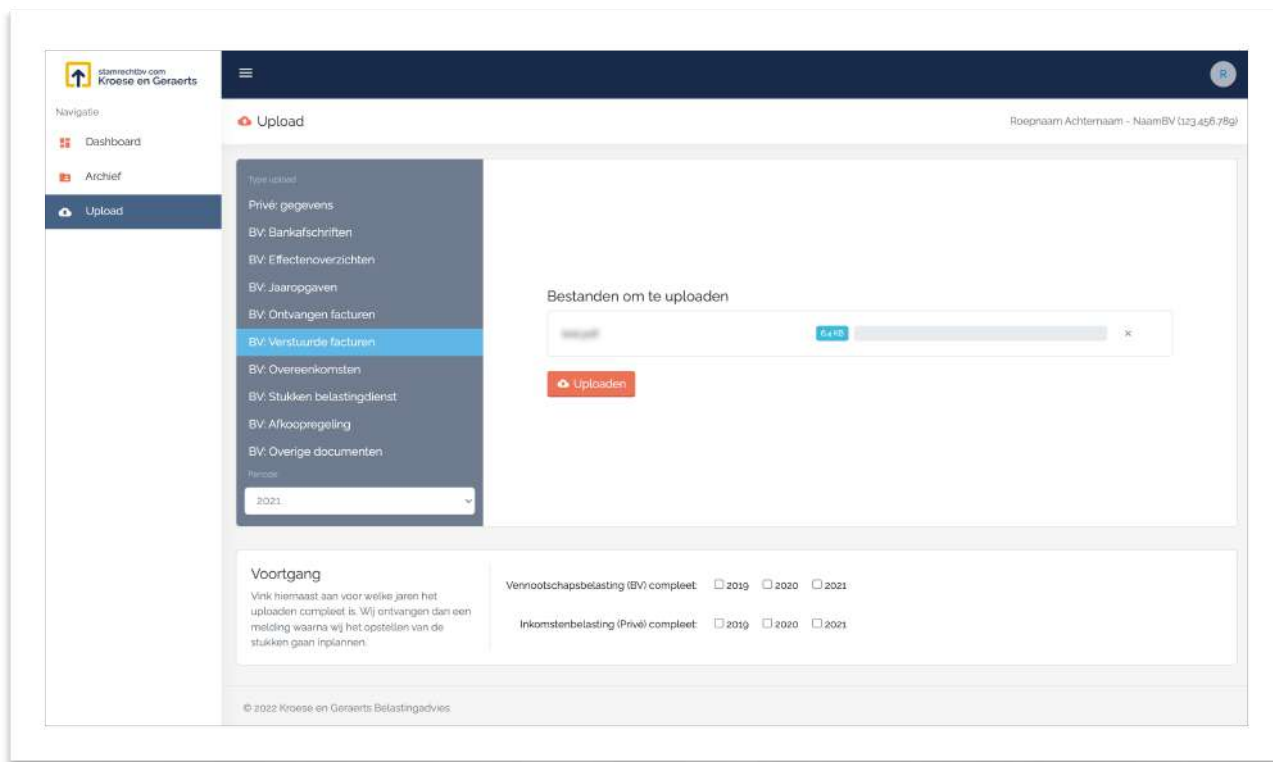 stamrechtbv.com
Kroese en Geraerts
R
Navigatie
Dashboard
Archief
Upload
Upload
Roepnaam Achternaam - NaamBV (123.456.789)
Type upload
Privé: gegevens
BV: Bankafschriften
BV: Effectenoverzichten
BV: Jaaropgaven
BV: Ontvangen facturen
BV: Verstuurde facturen
BV: Overeenkomsten
BV: Stukken belastingdienst
BV: Afkoopregeling
BV: Overige documenten
Periode
2021
Bestanden om te uploaden
6.4 KB
×
Uploaden
Voortgang
Vink hiernaast aan voor welke jaren het
uploaden compleet is. Wij ontvangen dan een
melding waarna wij het opstellen van de
stukken gaan inplannen.
Vennootschapsbelasting (BV) compleet: 2019 2020 2021
Inkomstenbelasting (Privé) compleet: 2019 2020 2021
© 2022 Kroese en Geraerts Belastingadvies